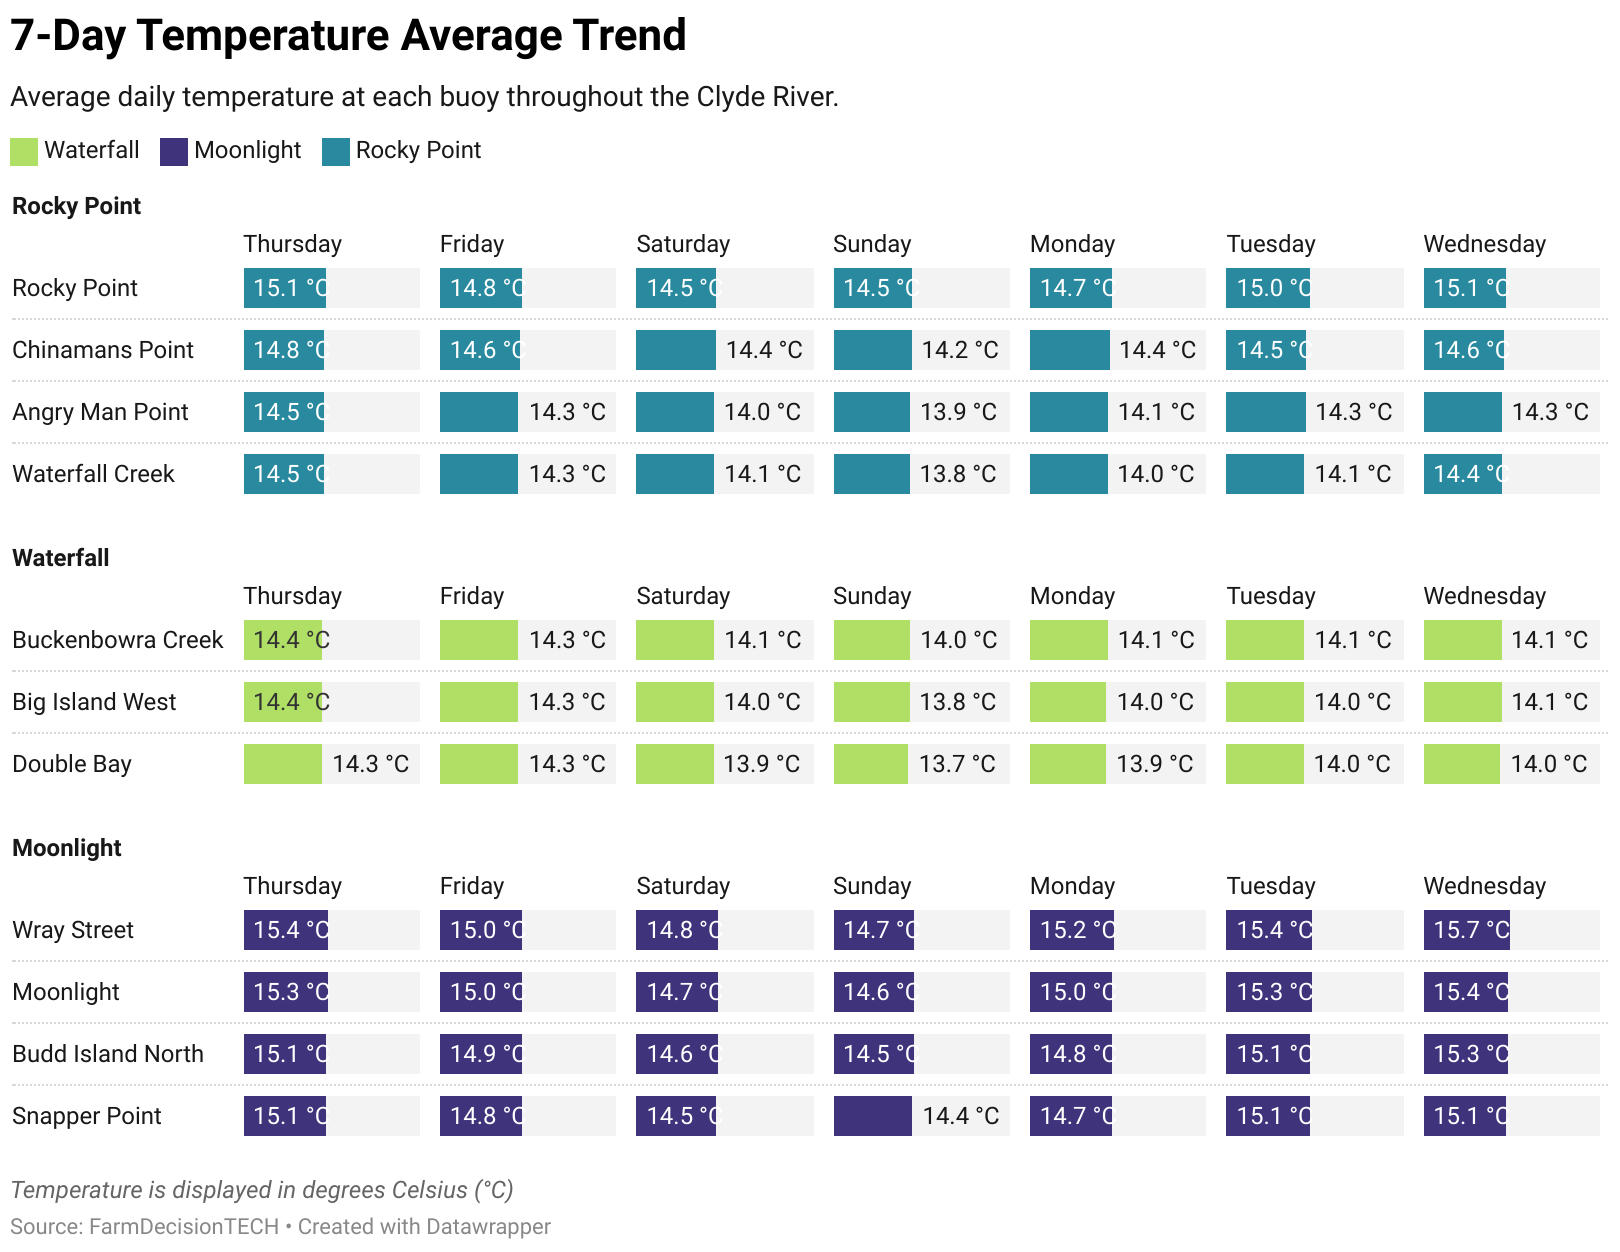 7-Day Temperature Average Trend
Average daily temperature at each buoy throughout the Clyde River.
Waterfall Moonlight Rocky Point
Rocky Point
Thursday Friday Saturday Sunday Monday Tuesday Wednesday
Rocky Point 15.1 °C 14.8 °C 14.5 °C 14.5 °C 14.7 °C 15.0 °C 15.1 °C
Chinamans Point 14.8 °C 14.6 °C 14.4 °C 14.2 °C 14.4 °C 14.5 °C 14.6 °C
Angry Man Point 14.5 °C 14.3 °C 14.0 °C 13.9 °C 14.1 °C 14.3 °C 14.3 °C
Waterfall Creek 14.5 °C 14.3 °C 14.1 °C 13.8 °C 14.0 °C 14.1 °C 14.4 °C
Waterfall
Thursday Friday Saturday Sunday Monday Tuesday Wednesday
Buckenbowra Creek 14.4 °C 14.3 °C 14.1 °C 14.0 °C 14.1 °C 14.1 °C 14.1 °C
Big Island West 14.4 °C 14.3 °C 14.0 °C 13.8 °C 14.0 °C 14.0 °C 14.1 °C
Double Bay 14.3 °C 14.3 °C 13.9 °C 13.7 °C 13.9 °C 14.0 °C 14.0 °C
Moonlight
Thursday Friday Saturday Sunday Monday Tuesday Wednesday
Wray Street 15.4 °C 15.0 °C 14.8 °C 14.7 °C 15.2 °C 15.4 °C 15.7 °C
Moonlight 15.3 °C 15.0 °C 14.7 °C 14.6 °C 15.0 °C 15.3 °C 15.4 °C
Budd Island North 15.1 °C 14.9 °C 14.6 °C 14.5 °C 14.8 °C 15.1 °C 15.3 °C
Snapper Point 15.1 °C 14.8 °C 14.5 °C 14.4 °C 14.7 °C 15.1 °C 15.1 °C
Temperature is displayed in degrees Celsius (°C)
Source: FarmDecisionTECH • Created with Datawrapper